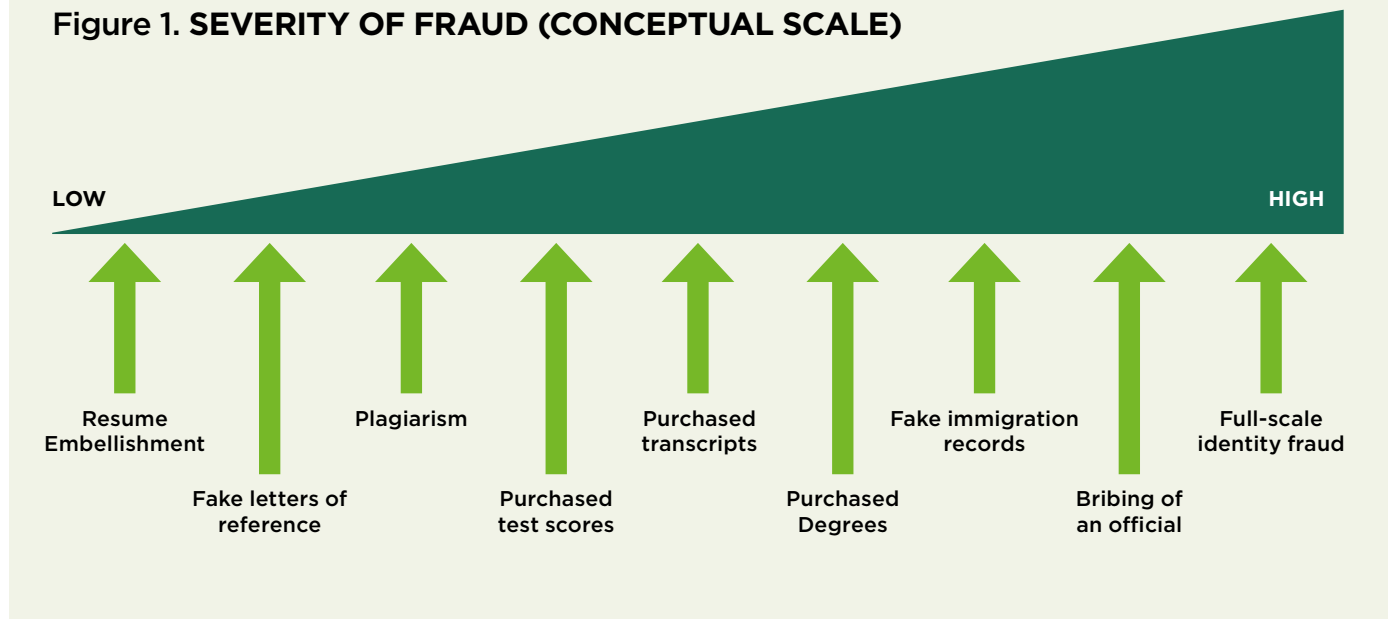 Figure 1. SEVERITY OF FRAUD (CONCEPTUAL SCALE)
LOW
HIGH
Resume
Embellishment
Fake letters of
reference
Plagiarism
Purchased
test scores
Purchased
transcripts
Purchased
Degrees
Fake immigration
records
Bribing of
an official
Full-scale
identity fraud